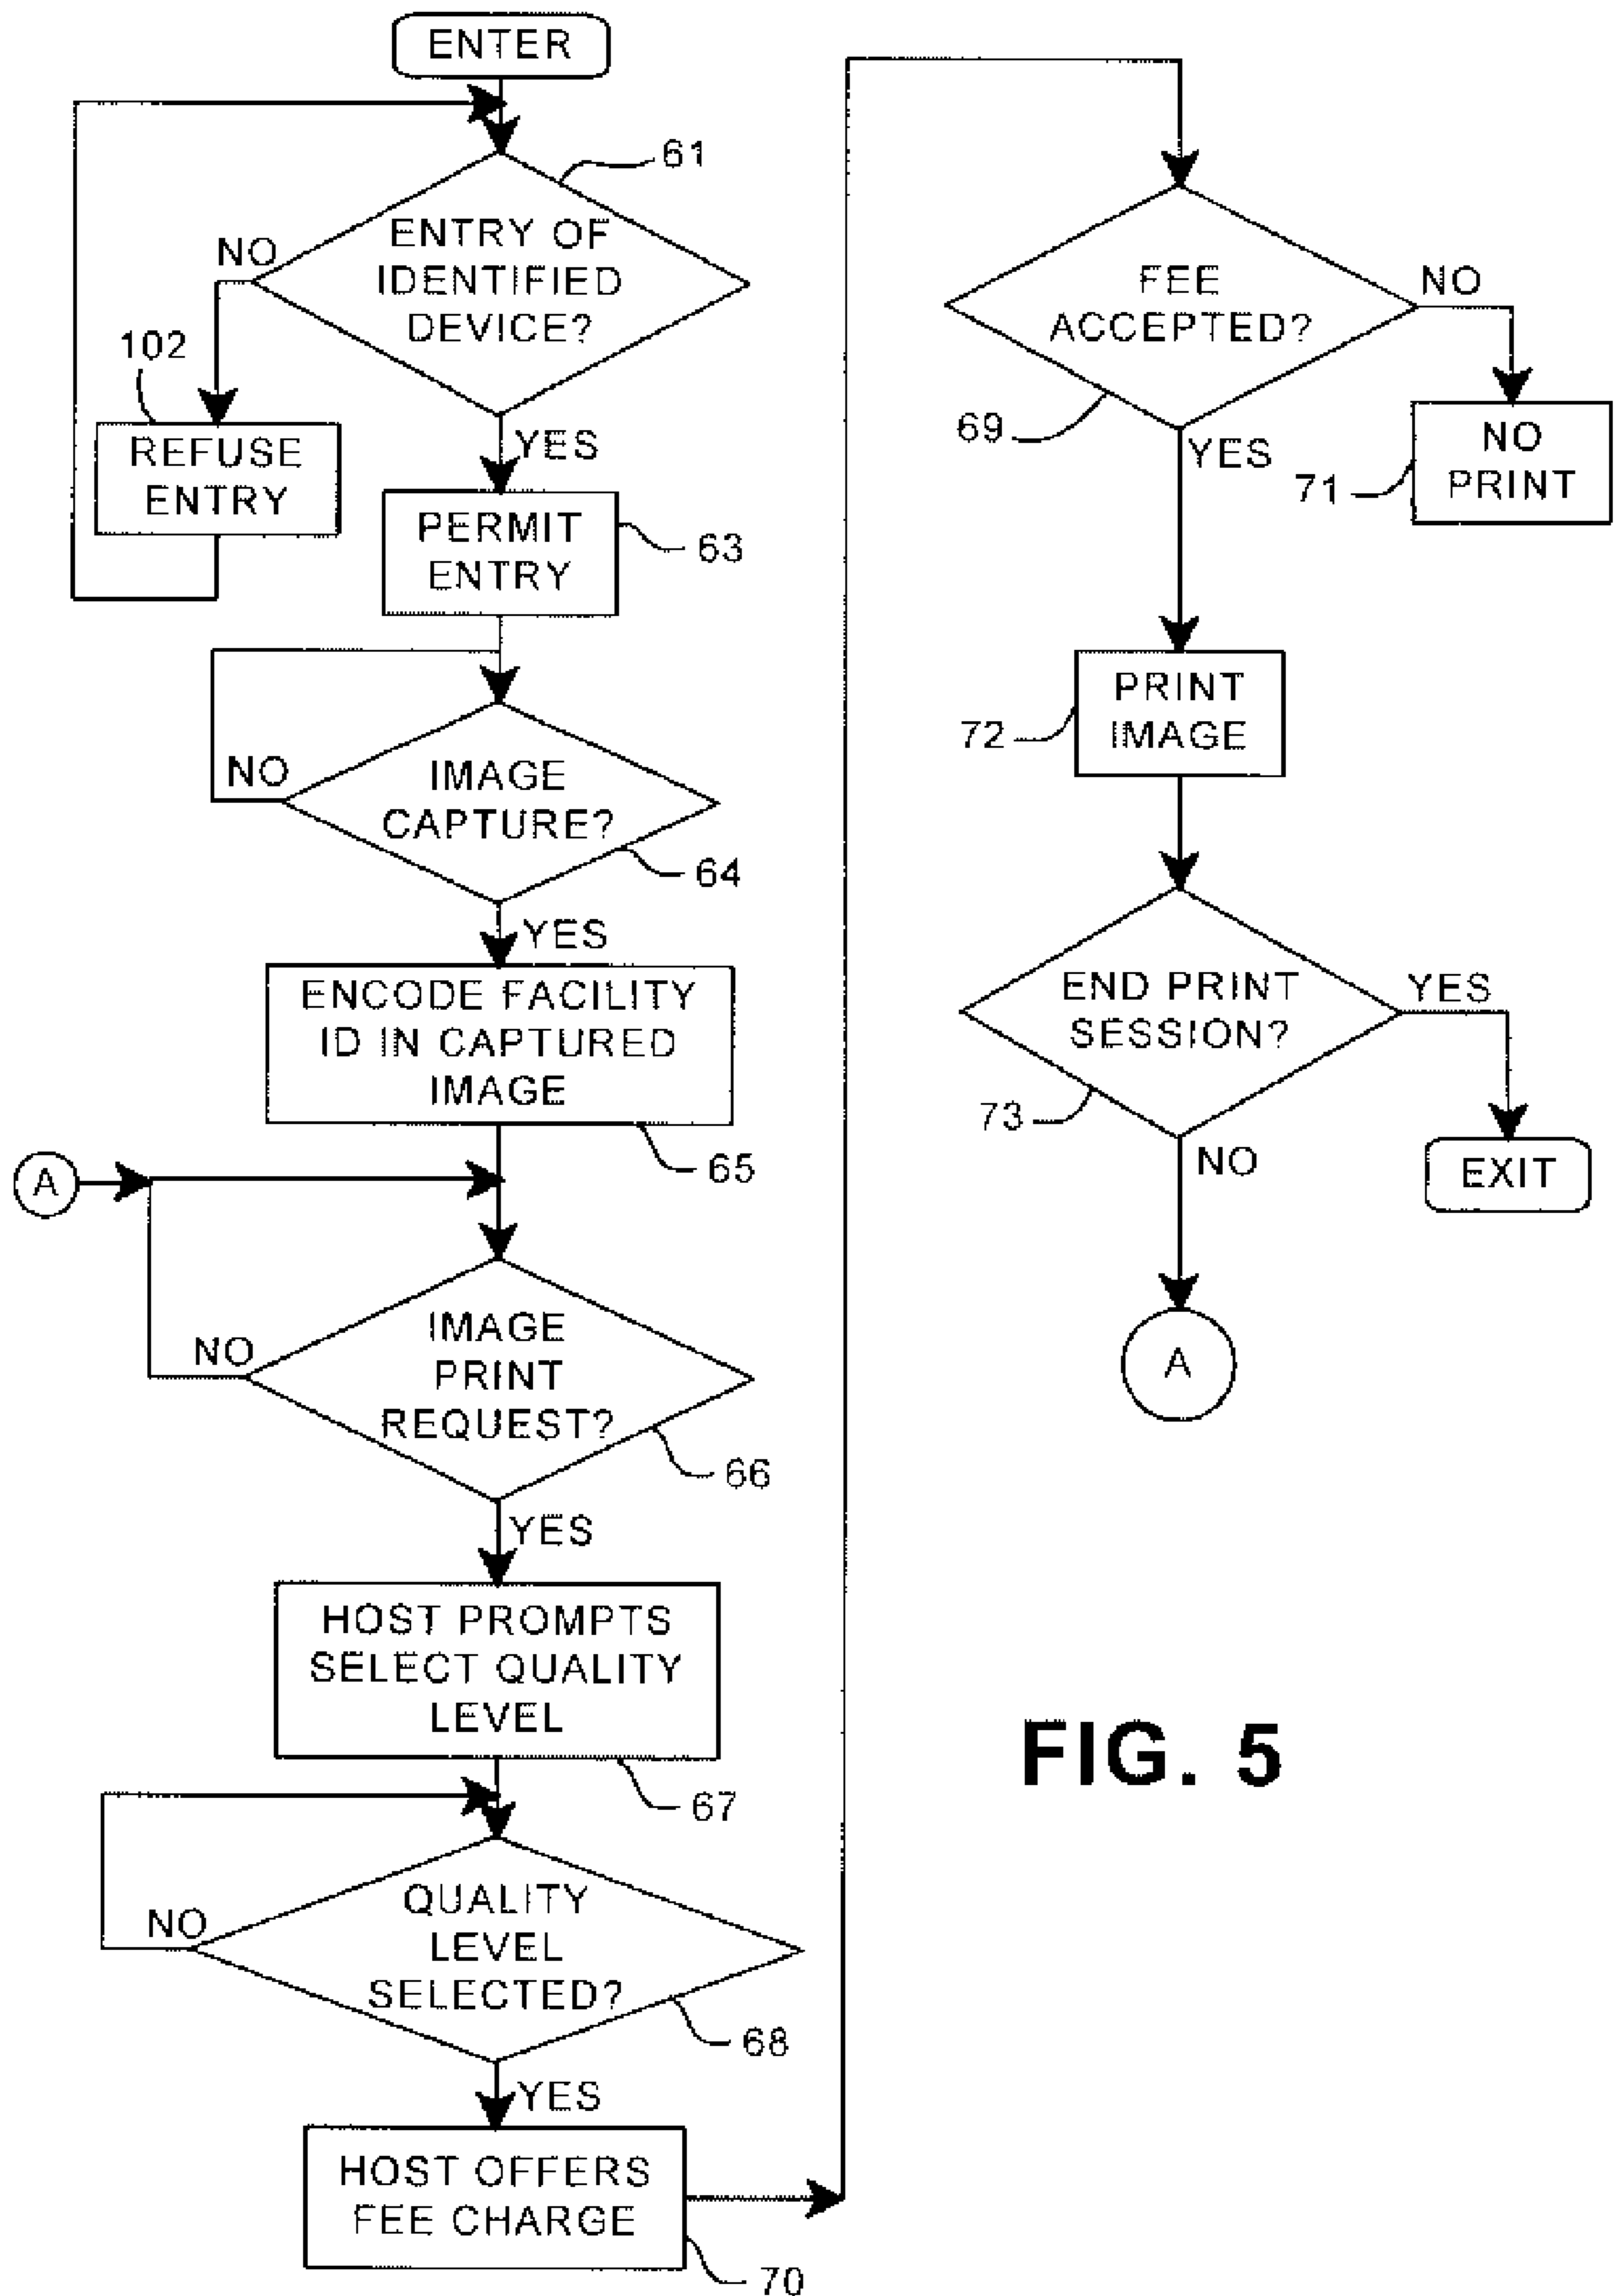 ENTER
61
ENTRY OF
IDENTIFIED
DEVICE?
NO
102
REFUSE
ENTRY
YES
PERMIT
ENTRY
63
IMAGE
CAPTURE?
NO
64
YES
ENCODE FACILITY
ID IN CAPTURED
IMAGE
65
A
IMAGE
PRINT
REQUEST?
NO
66
YES
HOST PROMPTS
SELECT QUALITY
LEVEL
67
QUALITY
LEVEL
SELECTED?
NO
68
YES
HOST OFFERS
FEE CHARGE
70
FEE
ACCEPTED?
NO
69
YES
NO
PRINT
71
PRINT
IMAGE
72
END PRINT
SESSION?
YES
73
NO
EXIT
A
FIG. 5